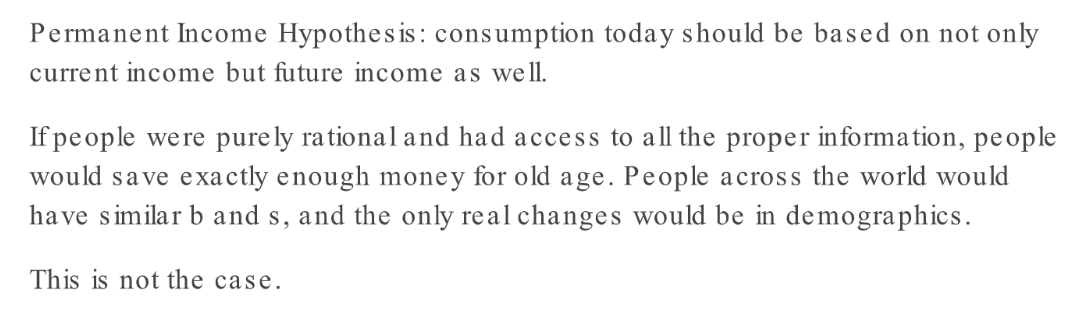 Permanent Income Hypothesis: consumption today should be based on not only
current income but future income as well.
If people were purely rational and had access to all the proper information, people
would save exactly enough money for old age. People across the world would
have similar b and s, and the only real changes would be in demographics.
This is not the case.